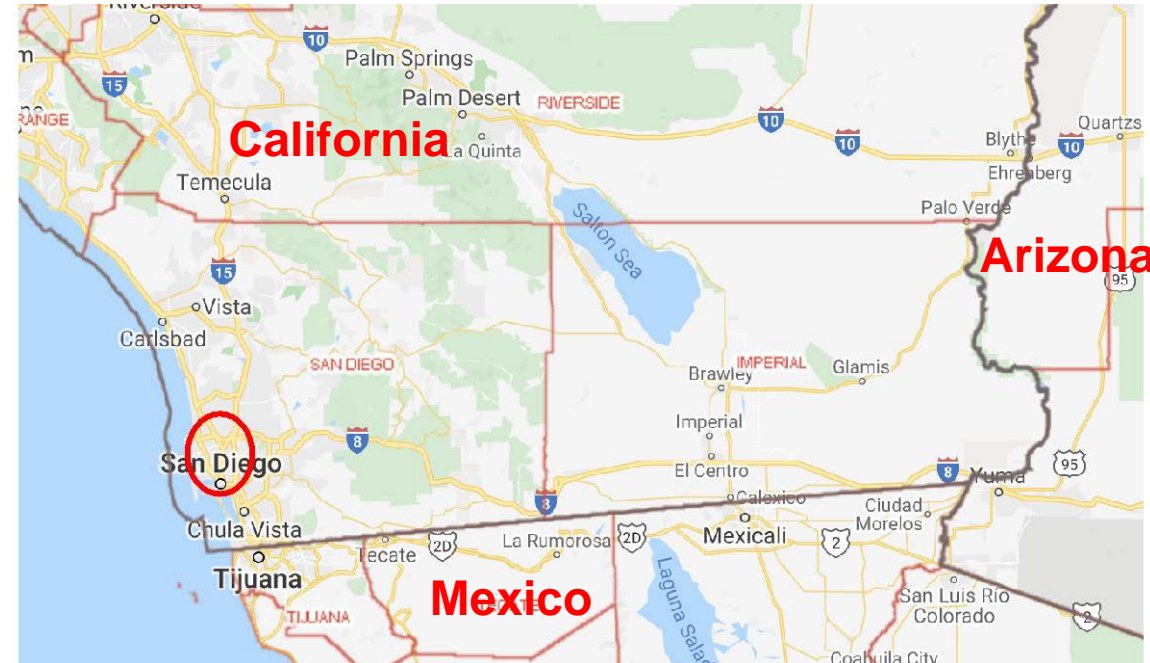 Riverside
10
Palm Springs
15
Palm Desert
RIVERSIDE
10
Quartzs
California
La Quinta
10
Blythe
10
Ehrenberg
Temecula
Palo Verde
Salton Sea
Arizona
15
95
Vista
Carlsbad
SAN DIEGO
Brawley
IMPERIAL
Glamis
Imperial
8
San Diego
El Centro
8
Yuma
95
8
Calexico
Ciudad
Morelos
Chula Vista
Tecate
2D
La Rumorosa
2D
Mexicali
2
Tijuana
Mexico
Laguna Salad
San Luis Río
Colorado
TIJUANA
2
Coahuila City